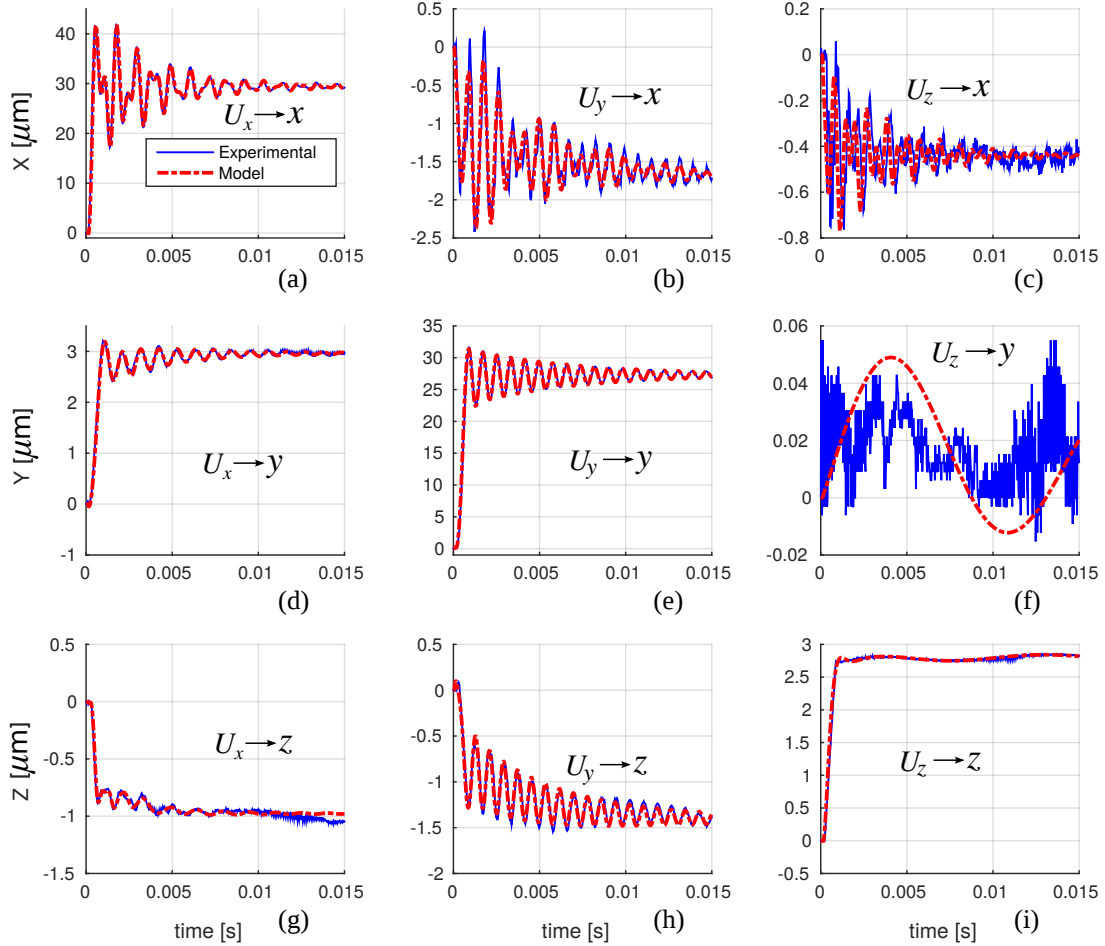 X [μm]
40
30
20
10
0
Uₓ→x
Experimental
Model
0 0.005 0.01 0.015
(a)
0.5
0
-0.5
-1
-1.5
-2
-2.5
U_y→x
0 0.005 0.01 0.015
(b)
0.2
0
-0.2
-0.4
-0.6
-0.8
U_z→x
0 0.005 0.01 0.015
(c)
Y [μm]
3
2
1
0
-1
Uₓ→y
0 0.005 0.01 0.015
(d)
35
30
25
20
15
10
5
0
U_y→y
0 0.005 0.01 0.015
(e)
0.06
0.04
0.02
0
-0.02
U_z→y
0 0.005 0.01 0.015
(f)
Z [μm]
0.5
0
-0.5
-1
-1.5
Uₓ→z
0 0.005 0.01 0.015
time [s]
(g)
0.5
0
-0.5
-1
-1.5
-2
U_y→z
0 0.005 0.01 0.015
time [s]
(h)
3
2.5
2
2.5
1
0.5
0
-0.5
U_z→z
0 0.005 0.01 0.015
time [s]
(i)